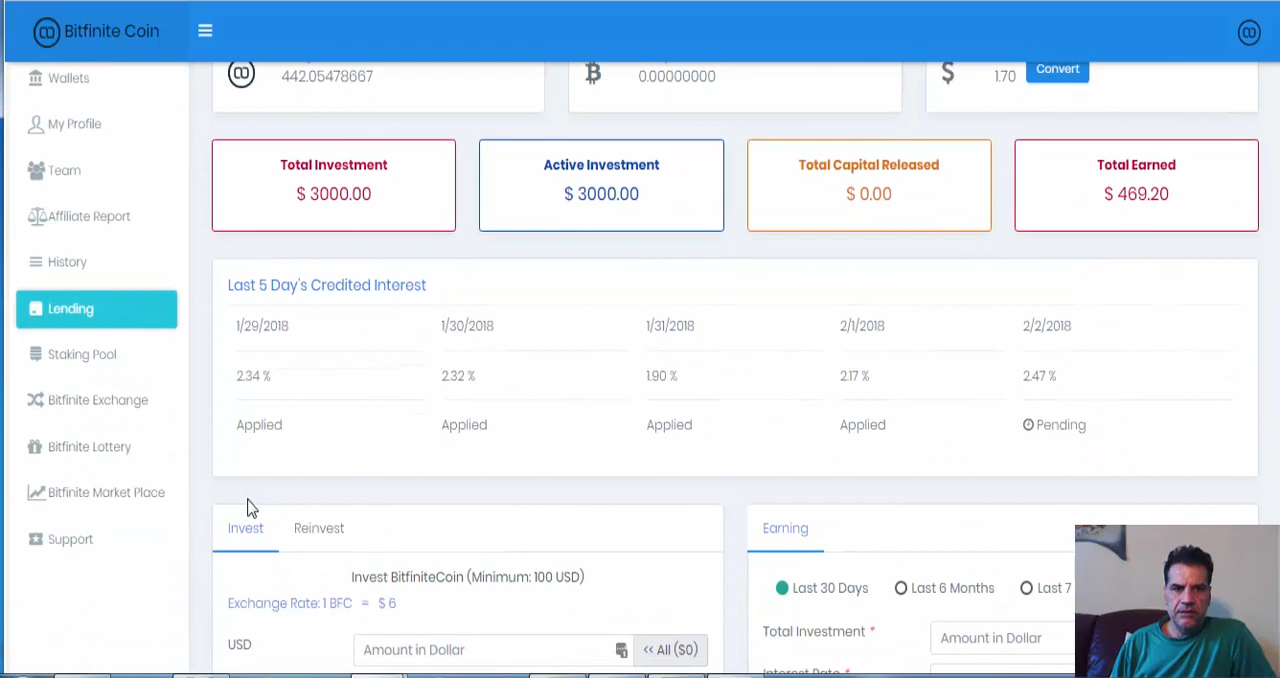 Bitfinite Coin
Wallets
442.05478667
0.00000000
1.70
Convert
My Profile
Team
Affiliate Report
History
Lending
Staking Pool
Bitfinite Exchange
Bitfinite Lottery
Bitfinite Market Place
Support
Total Investment
$ 3000.00
Active Investment
$ 3000.00
Total Capital Released
$ 0.00
Total Earned
$ 469.20
Last 5 Day's Credited Interest
1/29/2018 1/30/2018 1/31/2018 2/1/2018 2/2/2018
2.34 % 2.32 % 1.90 % 2.17 % 2.47 %
Applied Applied Applied Applied Pending
Invest Reinvest
Invest BitfiniteCoin (Minimum: 100 USD)
Exchange Rate: 1 BFC = $ 6
USD Amount in Dollar << All ($0)
Earning
Last 30 Days Last 6 Months Last 7
Total Investment * Amount in Dollar
Interest Rate *